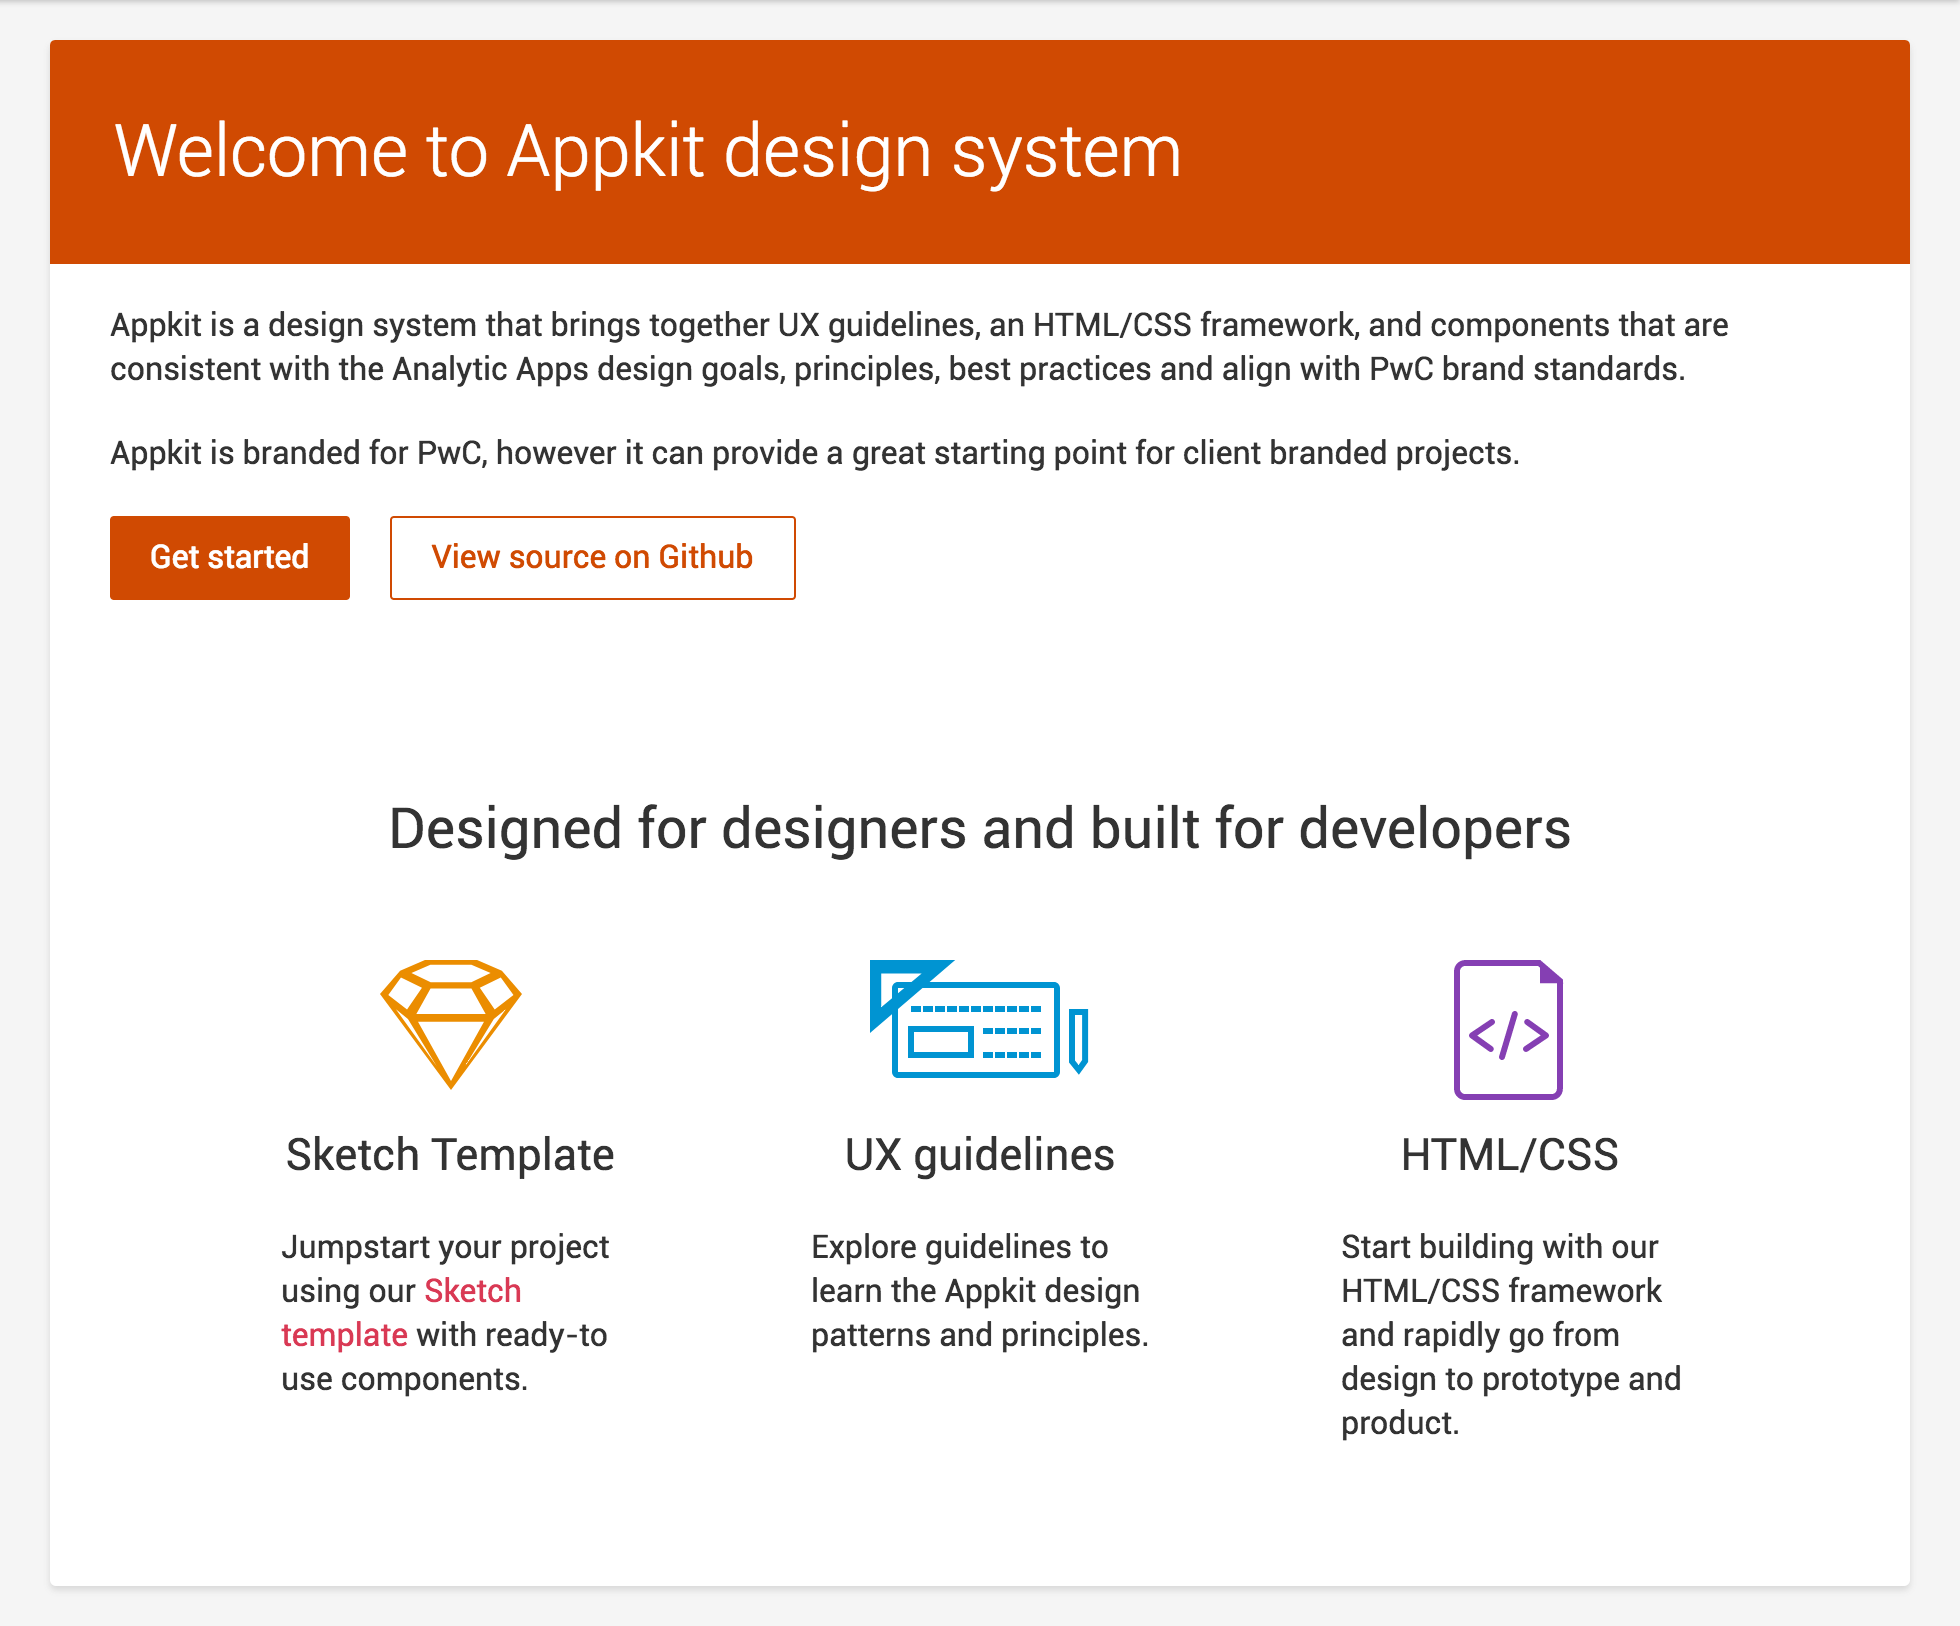 Welcome to Appkit design system
Appkit is a design system that brings together UX guidelines, an HTML/CSS framework, and components that are
consistent with the Analytic Apps design goals, principles, best practices and align with PwC brand standards.
Appkit is branded for PwC, however it can provide a great starting point for client branded projects.
Get started
View source on Github
Designed for designers and built for developers
</>
Sketch Template
Jumpstart your project
using our Sketch
template with ready-to
use components.
UX guidelines
Explore guidelines to
learn the Appkit design
patterns and principles.
HTML/CSS
Start building with our
HTML/CSS framework
and rapidly go from
design to prototype and
product.